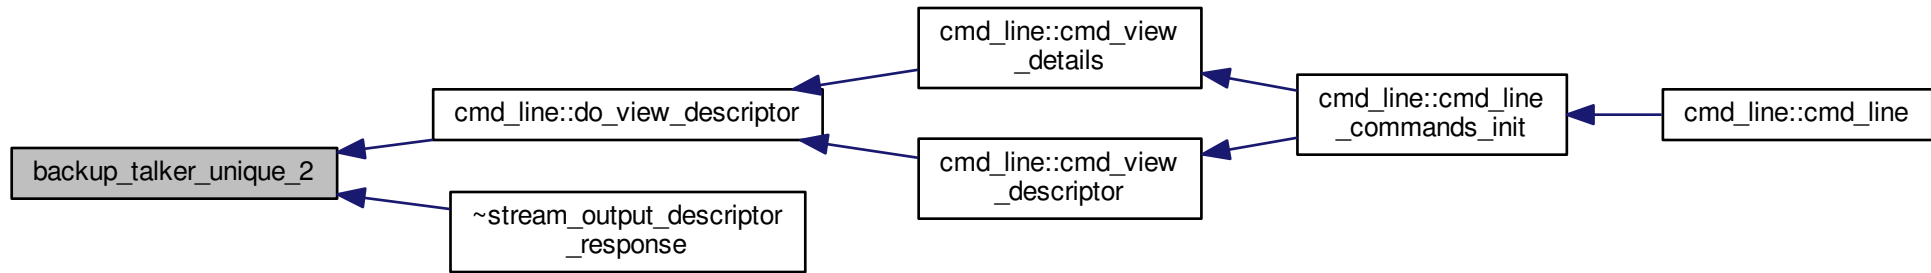 backup_talker_unique_2
cmd_line::do_view_descriptor
~stream_output_descriptor
_response
cmd_line::cmd_view
_details
cmd_line::cmd_view
_descriptor
cmd_line::cmd_line
_commands_init
cmd_line::cmd_line